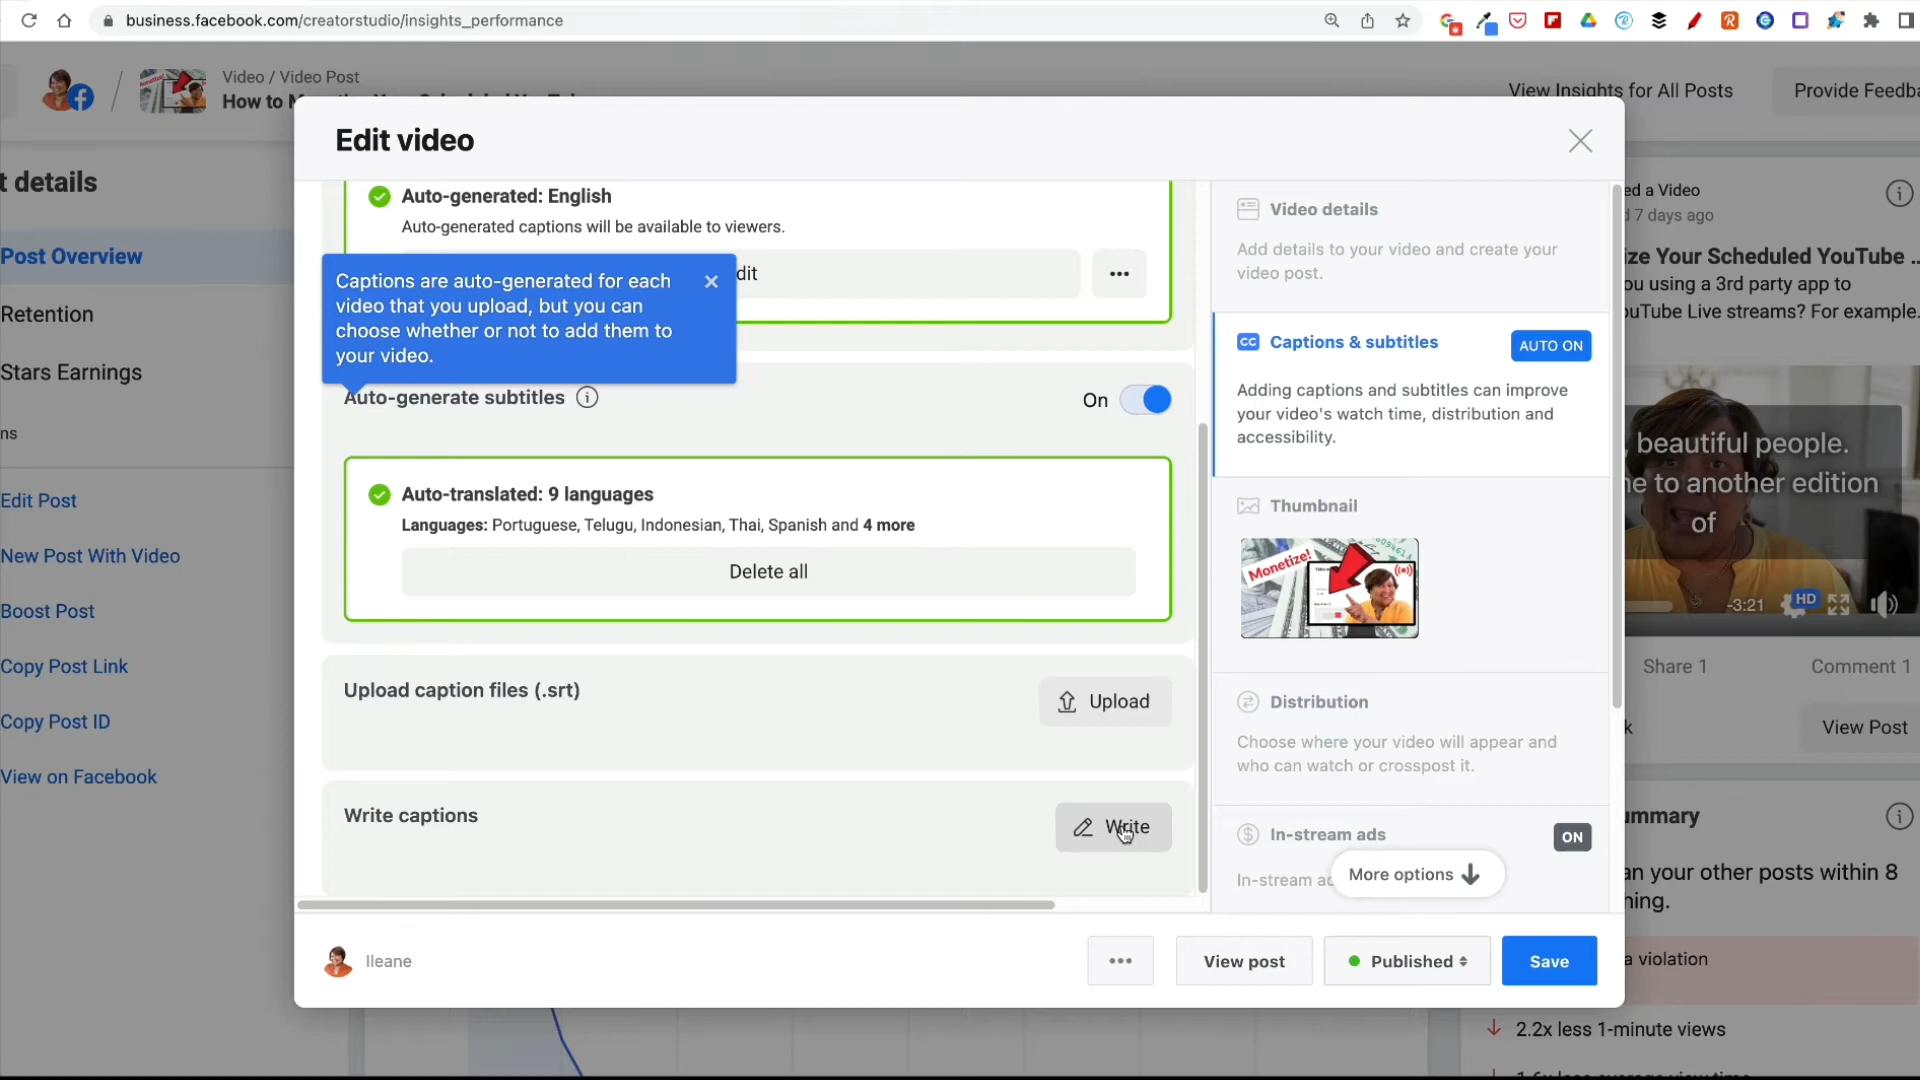 business.facebook.com/creatorstudio/insights_performance
Video / Video Post
View Insights for All Posts
Provide Feedba
Edit video
t details
Post Overview
Retention
Stars Earnings
ns
Edit Post
New Post With Video
Boost Post
Copy Post Link
Copy Post ID
View on Facebook
Auto-generated: English
Auto-generated captions will be available to viewers.
dit
Captions are auto-generated for each
video that you upload, but you can
choose whether or not to add them to
your video.
Auto-generate subtitles
On
Auto-translated: 9 languages
Languages: Portuguese, Telugu, Indonesian, Thai, Spanish and 4 more
Delete all
Upload caption files (.srt)
Upload
Write captions
Write
Video details
Add details to your video and create your
video post.
CC Captions & subtitles
AUTO ON
Adding captions and subtitles can improve
your video's watch time, distribution and
accessibility.
Thumbnail
Monetize!
Distribution
Choose where your video will appear and
who can watch or crosspost it.
In-stream ads
ON
More options
Ileane
View post
Published
Save
ed a Video
7 days ago
ize Your Scheduled YouTube ...
ou using a 3rd party app to
uTube Live streams? For example.
beautiful people.
e to another edition
of
-3:21
HD
Share 1
Comment 1
View Post
an your other posts within 8
a violation
2.2x less 1-minute views